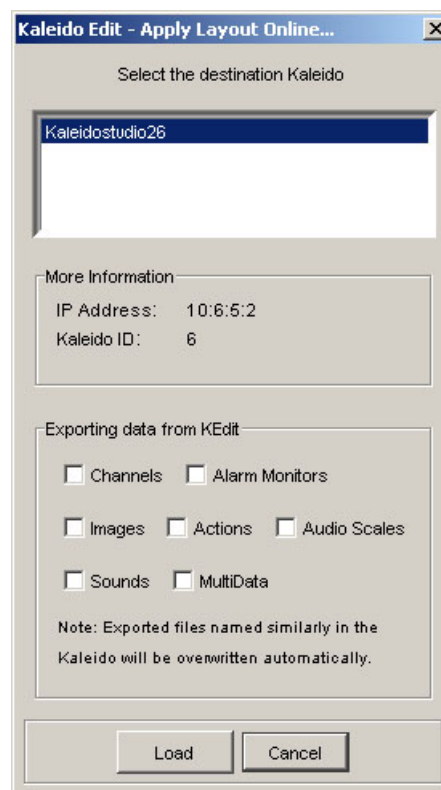 Kaleido Edit - Apply Layout Online...
Select the destination Kaleido
Kaleidostudio26
More Information
IP Address: 10:6:5:2
Kaleido ID: 6
Exporting data from KEdit
Channels Alarm Monitors
Images Actions Audio Scales
Sounds MultiData
Note: Exported files named similarly in the
Kaleido will be overwritten automatically.
Load Cancel